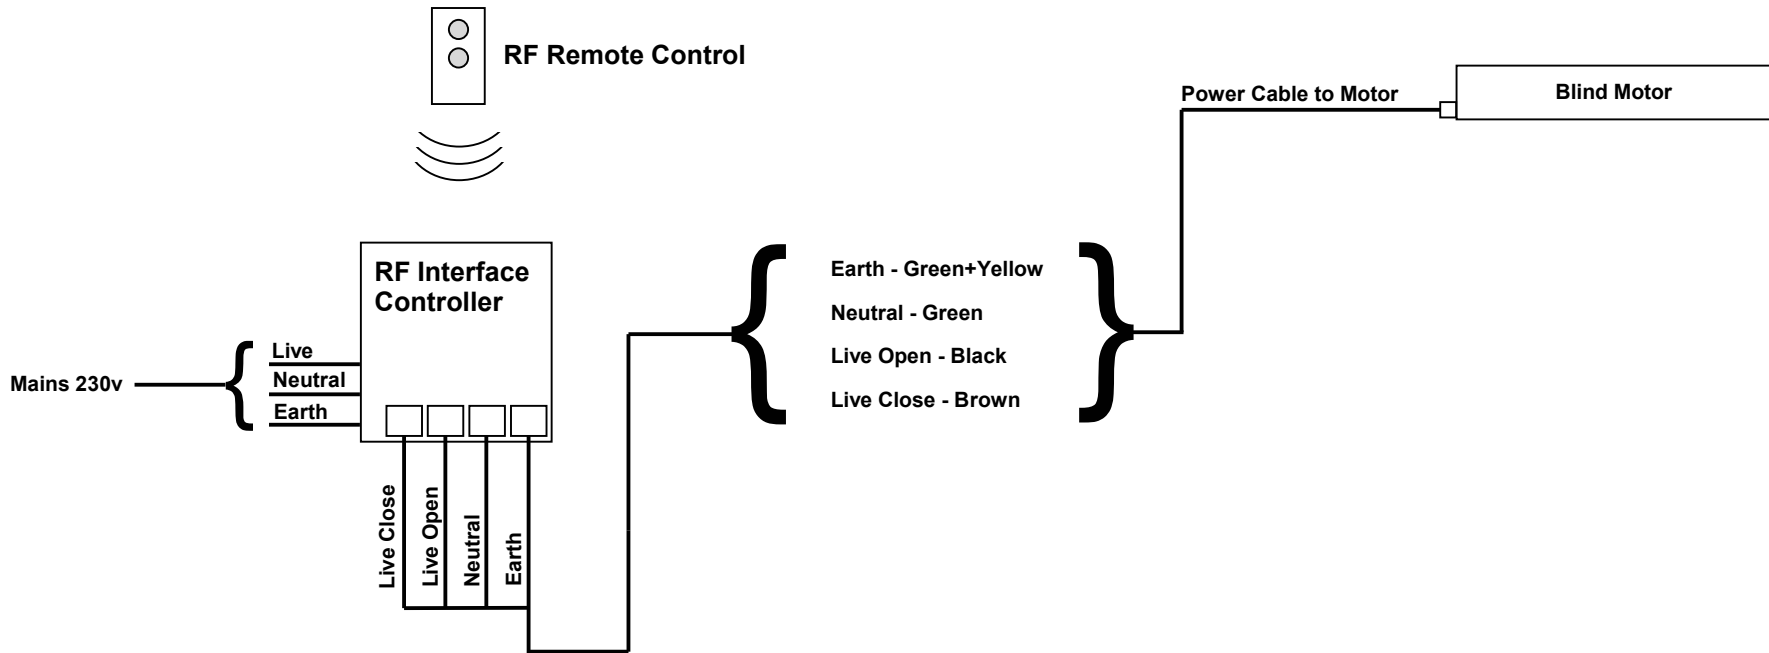 RF Remote Control
Power Cable to Motor
Blind Motor
RF Interface
Controller
Earth - Green+Yellow
Neutral - Green
Live Open - Black
Live Close - Brown
Mains 230v
Live
Neutral
Earth
Live Close
Live Open
Neutral
Earth